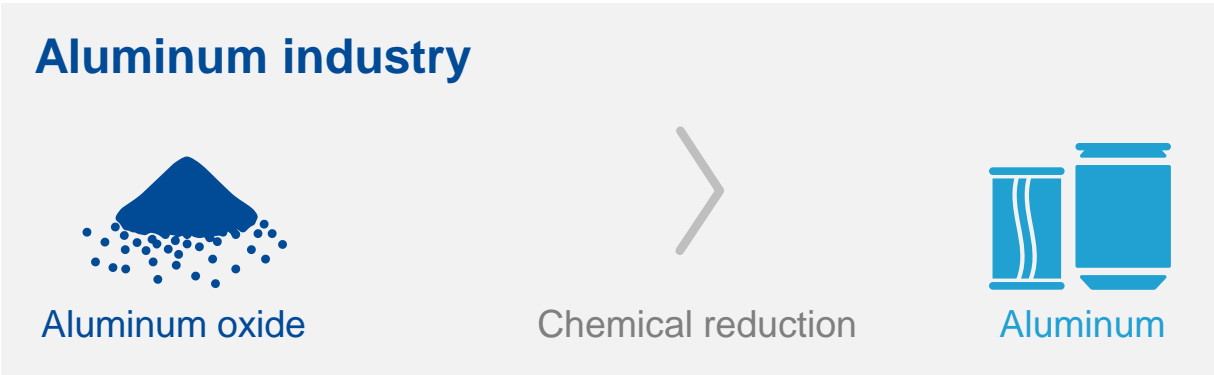 Aluminum industry
Aluminum oxide
Chemical reduction
Aluminum